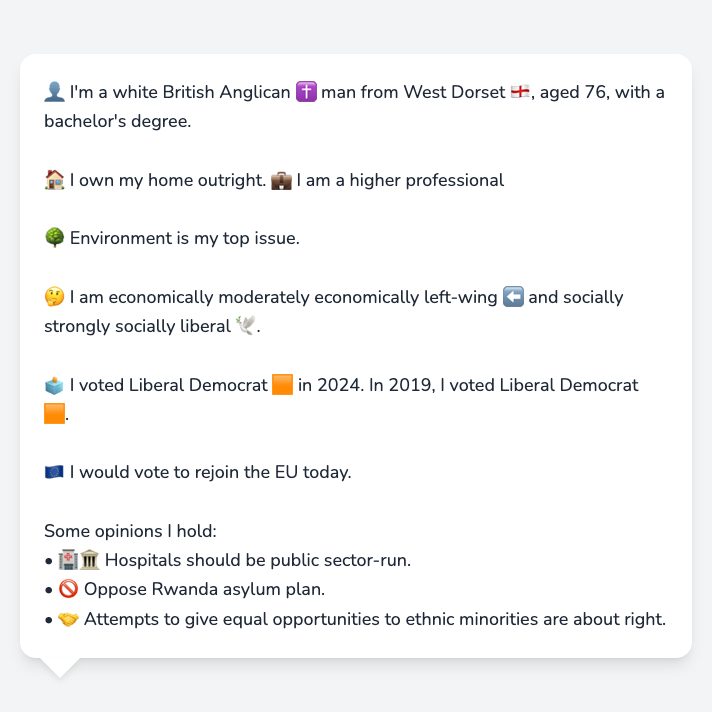 👤 I'm a white British Anglican ✝️ man from West Dorset 🏴󠁧󠁢󠁥󠁮󠁧󠁿, aged 76, with a
bachelor's degree.
🏠 I own my home outright. 💼 I am a higher professional
🌳 Environment is my top issue.
🤔 I am economically moderately economically left-wing ⬅️ and socially
strongly socially liberal 🕊️.
🗳️ I voted Liberal Democrat 🟧 in 2024. In 2019, I voted Liberal Democrat
🟧.
🇪🇺 I would vote to rejoin the EU today.
Some opinions I hold:
• 🏥🏛️ Hospitals should be public sector-run.
• 🚫 Oppose Rwanda asylum plan.
• 🤝 Attempts to give equal opportunities to ethnic minorities are about right.